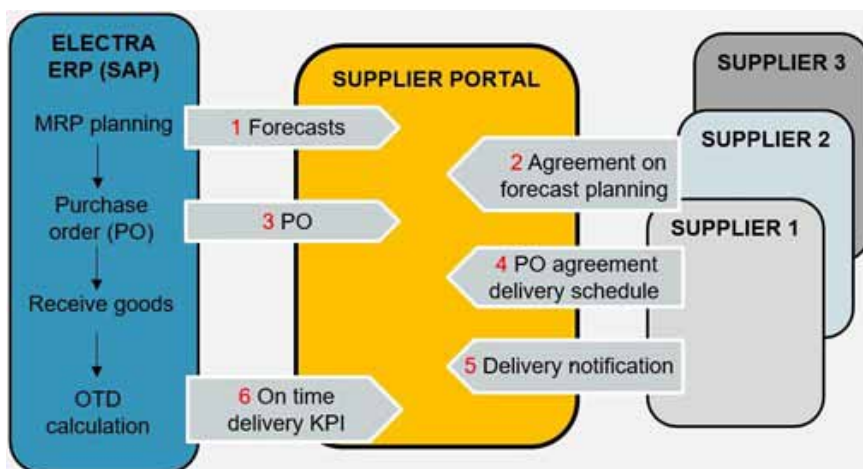 ELECTRA
ERP (SAP)
MRP planning
Purchase
order (PO)
Receive goods
OTD
calculation
SUPPLIER PORTAL
1 Forecasts
2 Agreement on
forecast planning
3 PO
4 PO agreement
delivery schedule
5 Delivery notification
6 On time
delivery KPI
SUPPLIER 3
SUPPLIER 2
SUPPLIER 1